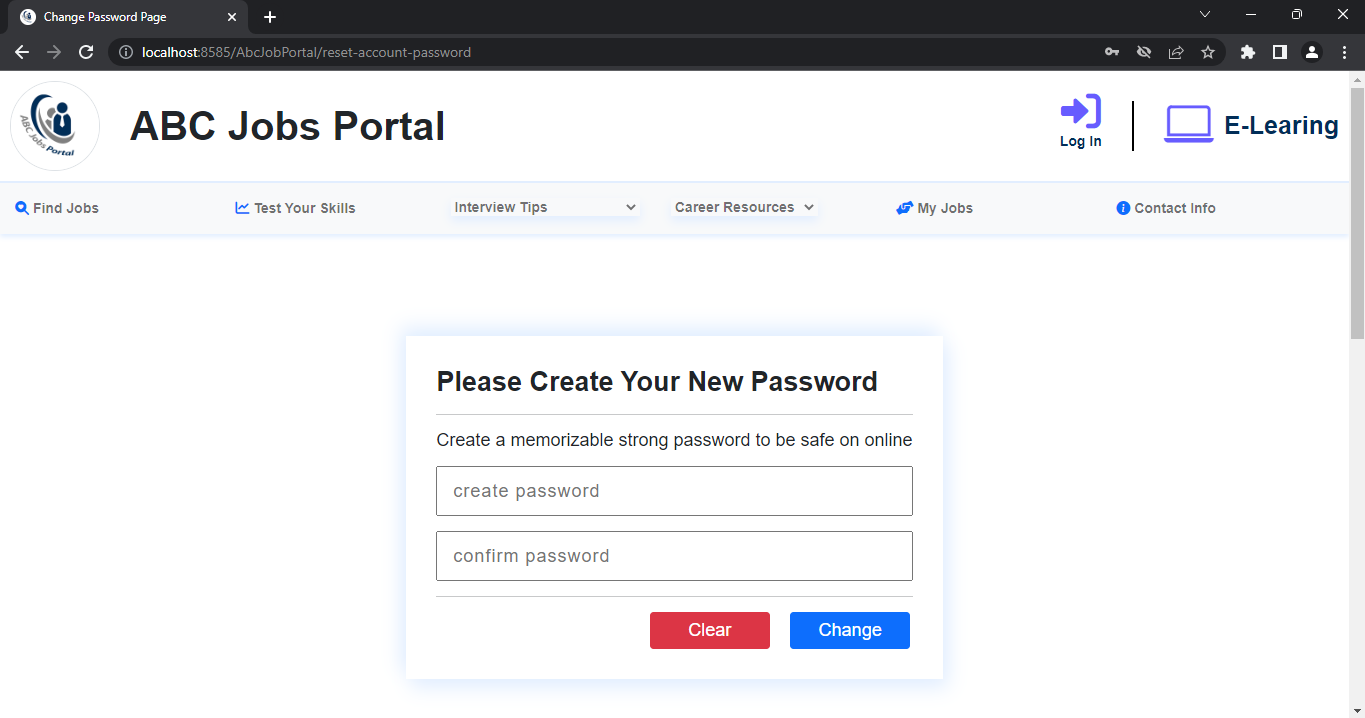 Change Password Page
localhost:8585/AbcJobPortal/reset-account-password
ABC Jobs Portal
ABC Jobs Portal
Log In
E-Learing
Find Jobs
Test Your Skills
Interview Tips
Career Resources
My Jobs
Contact Info
Please Create Your New Password
Create a memorizable strong password to be safe on online
create password
confirm password
Clear
Change